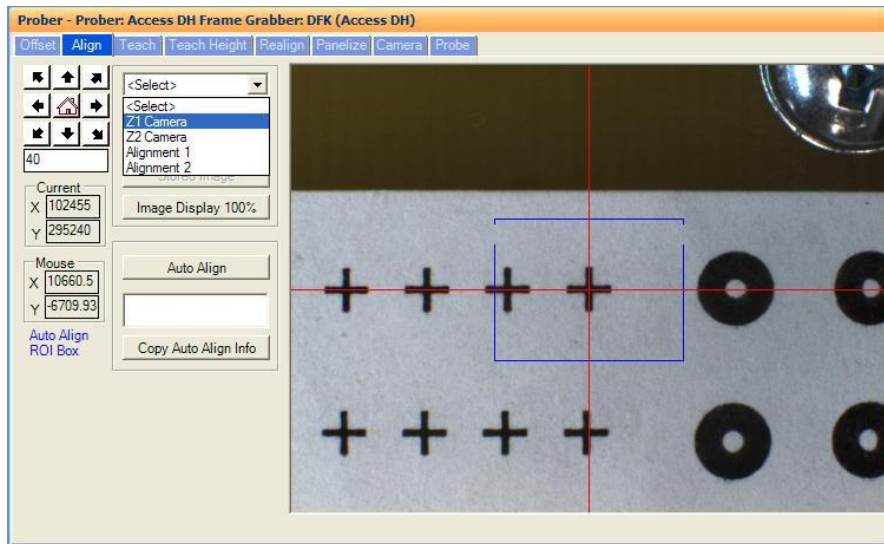 Prober - Prober: Access DH Frame Grabber: DFK (Access DH)
Offset Align Teach Teach Height Realign Panelize Camera Probe
<Select>
<Select>
Z1 Camera
Z2 Camera
Alignment 1
Alignment 2
Stored Image
Image Display 100%
40
Current
X 102455
Y 295240
Mouse
X 10660.5
Y -6709.93
Auto Align
ROI Box
Auto Align
Copy Auto Align Info